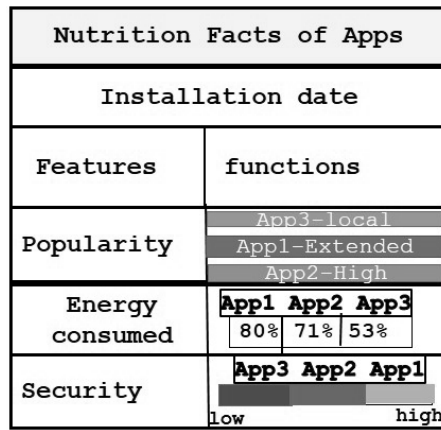 Nutrition Facts of Apps
Installation date
Features functions
Popularity
App3-local
App1-Extended
App2-High
Energy consumed
App1 App2 App3
80% 71% 53%
Security
App3 App2 App1
low high